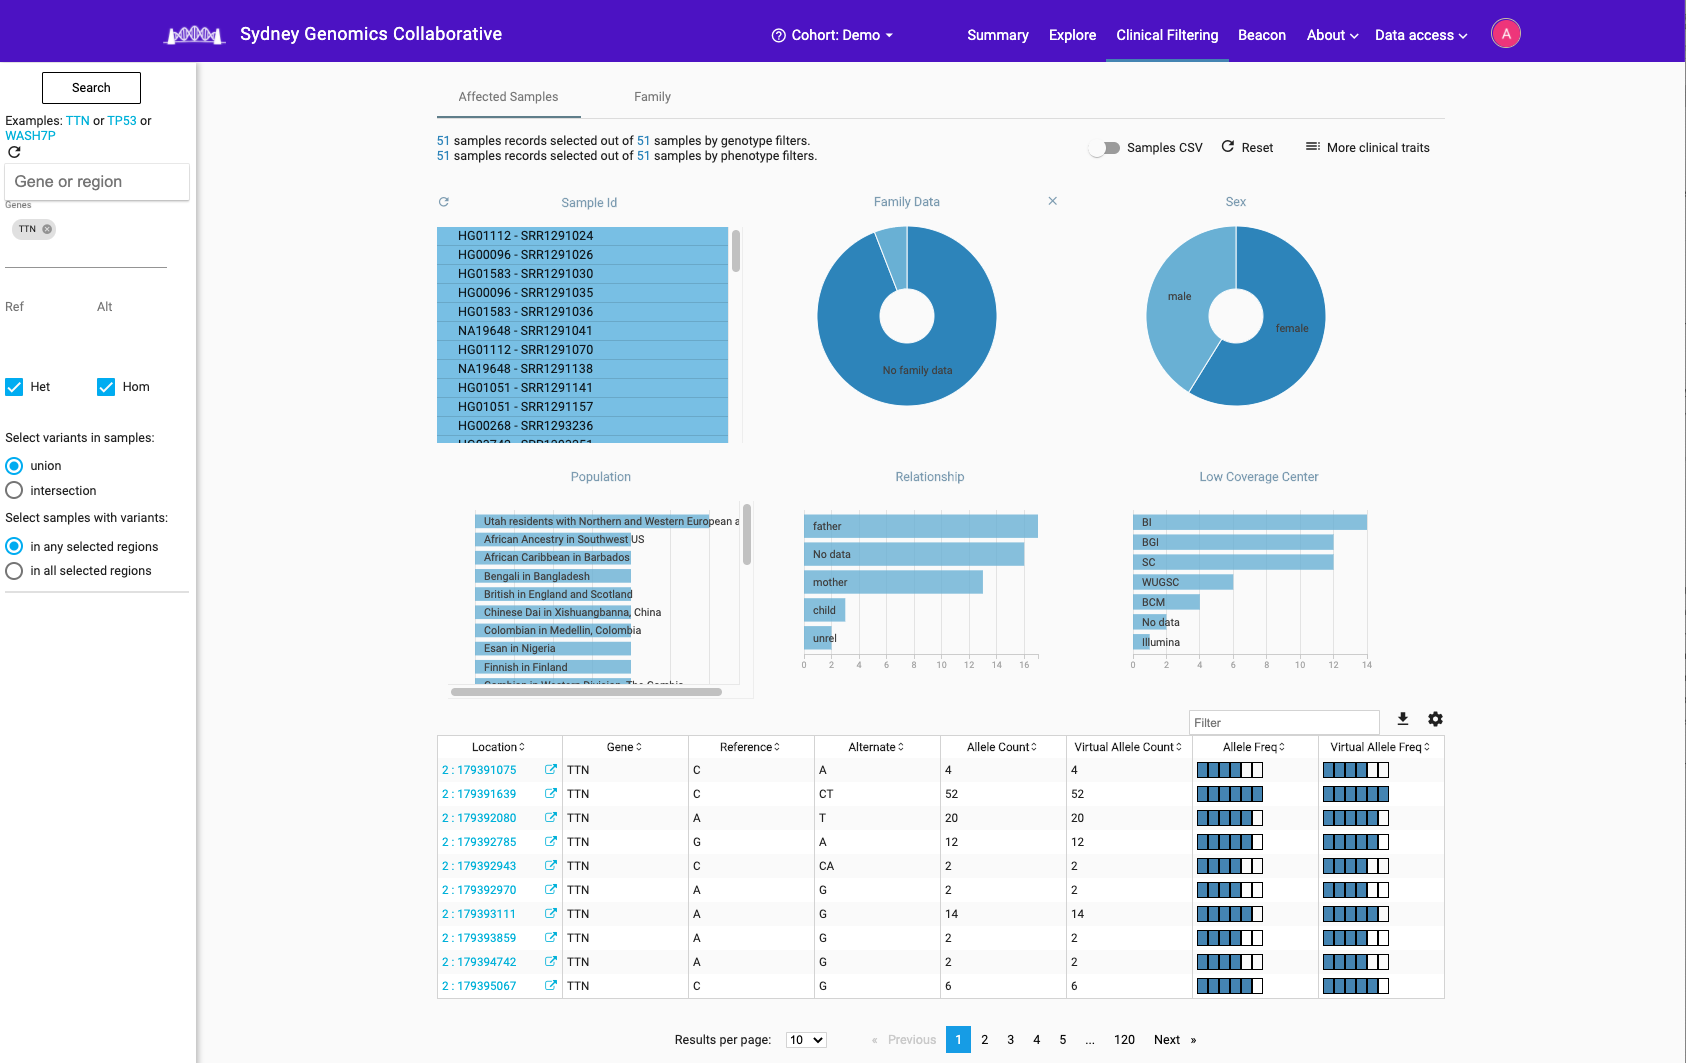 Sydney Genomics Collaborative
Cohort: Demo
Summary
Explore
Clinical Filtering
Beacon
About
Data access
A
Search
Examples: TTN or TP53 or
WASH7P
Gene or region
Genes
TTN
Ref
Alt
Het
Hom
Select variants in samples:
union
intersection
Select samples with variants:
in any selected regions
in all selected regions
Affected Samples
Family
51 samples records selected out of 51 samples by genotype filters.
51 samples records selected out of 51 samples by phenotype filters.
Samples CSV
Reset
More clinical traits
Sample Id
HG01112 - SRR1291024
HG00096 - SRR1291026
HG01583 - SRR1291030
HG00096 - SRR1291035
HG01583 - SRR1291036
NA19648 - SRR1291041
HG01112 - SRR1291070
NA19648 - SRR1291138
HG01051 - SRR1291141
HG01051 - SRR1291157
HG00268 - SRR1293236
Family Data
No family data
Sex
male
female
Population
Utah residents with Northern and Western European a
African Ancestry in Southwest US
African Caribbean in Barbados
Bengali in Bangladesh
British in England and Scotland
Chinese Dai in Xishuangbanna, China
Colombian in Medellin, Colombia
Esan in Nigeria
Finnish in Finland
Gambian in Western Division, The Gambia
Relationship
father
No data
mother
child
unrel
0 2 4 6 8 10 12 14 16
Low Coverage Center
BI
BGI
SC
WUGSC
BCM
No data
Illumina
0 2 4 6 8 10 12 14
Filter
Location Gene Reference Alternate Allele Count Virtual Allele Count Allele Freq Virtual Allele Freq
2 : 179391075 TTN C A 4 4
2 : 179391639 TTN C CT 52 52
2 : 179392080 TTN A T 20 20
2 : 179392785 TTN G A 12 12
2 : 179392943 TTN C CA 2 2
2 : 179392970 TTN A G 2 2
2 : 179393111 TTN A G 14 14
2 : 179393859 TTN A G 2 2
2 : 179394742 TTN A G 2 2
2 : 179395067 TTN C G 6 6
Results per page: 10 « Previous 1 2 3 4 5 ... 120 Next »